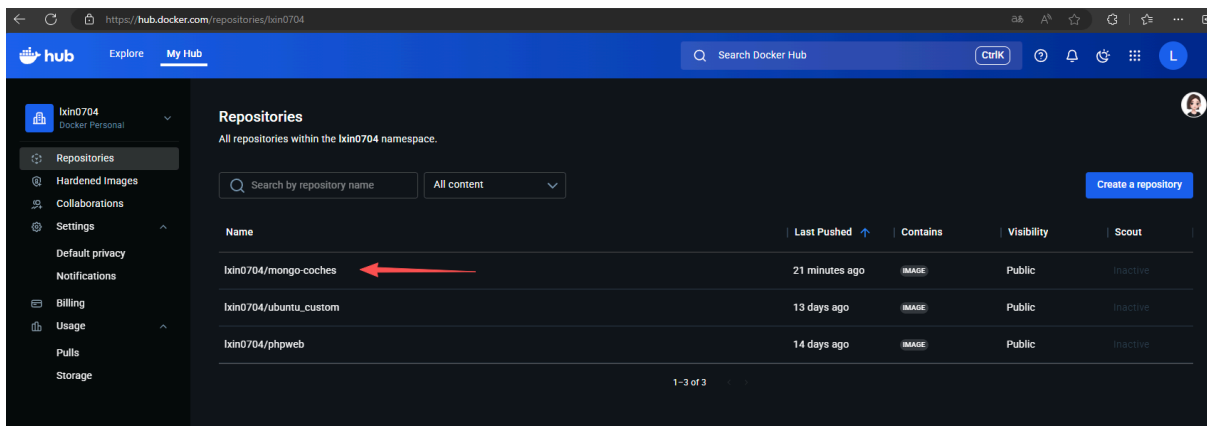 https://hub.docker.com/repositories/lxin0704
hub Explore My Hub Search Docker Hub CtrlK L
lxin0704
Docker Personal
Repositories
Hardened Images
Collaborations
Settings
Default privacy
Notifications
Billing
Usage
Pulls
Storage
Repositories
All repositories within the lxin0704 namespace.
Search by repository name All content Create a repository
Name Last Pushed Contains Visibility Scout
lxin0704/mongo-coches 21 minutes ago IMAGE Public Inactive
lxin0704/ubuntu_custom 13 days ago IMAGE Public Inactive
lxin0704/phpweb 14 days ago IMAGE Public Inactive
1–3 of 3